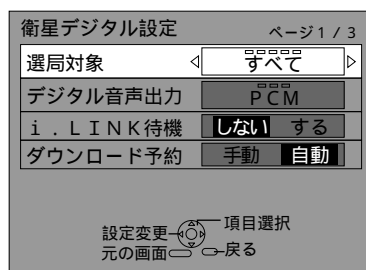 衛星デジタル設定 ページ1 / 3
選局対象 すべて
デジタル音声出力 PCM
i.LINK待機 しない する
ダウンロード予約 手動 自動
設定変更 項目選択
元の画面 戻る